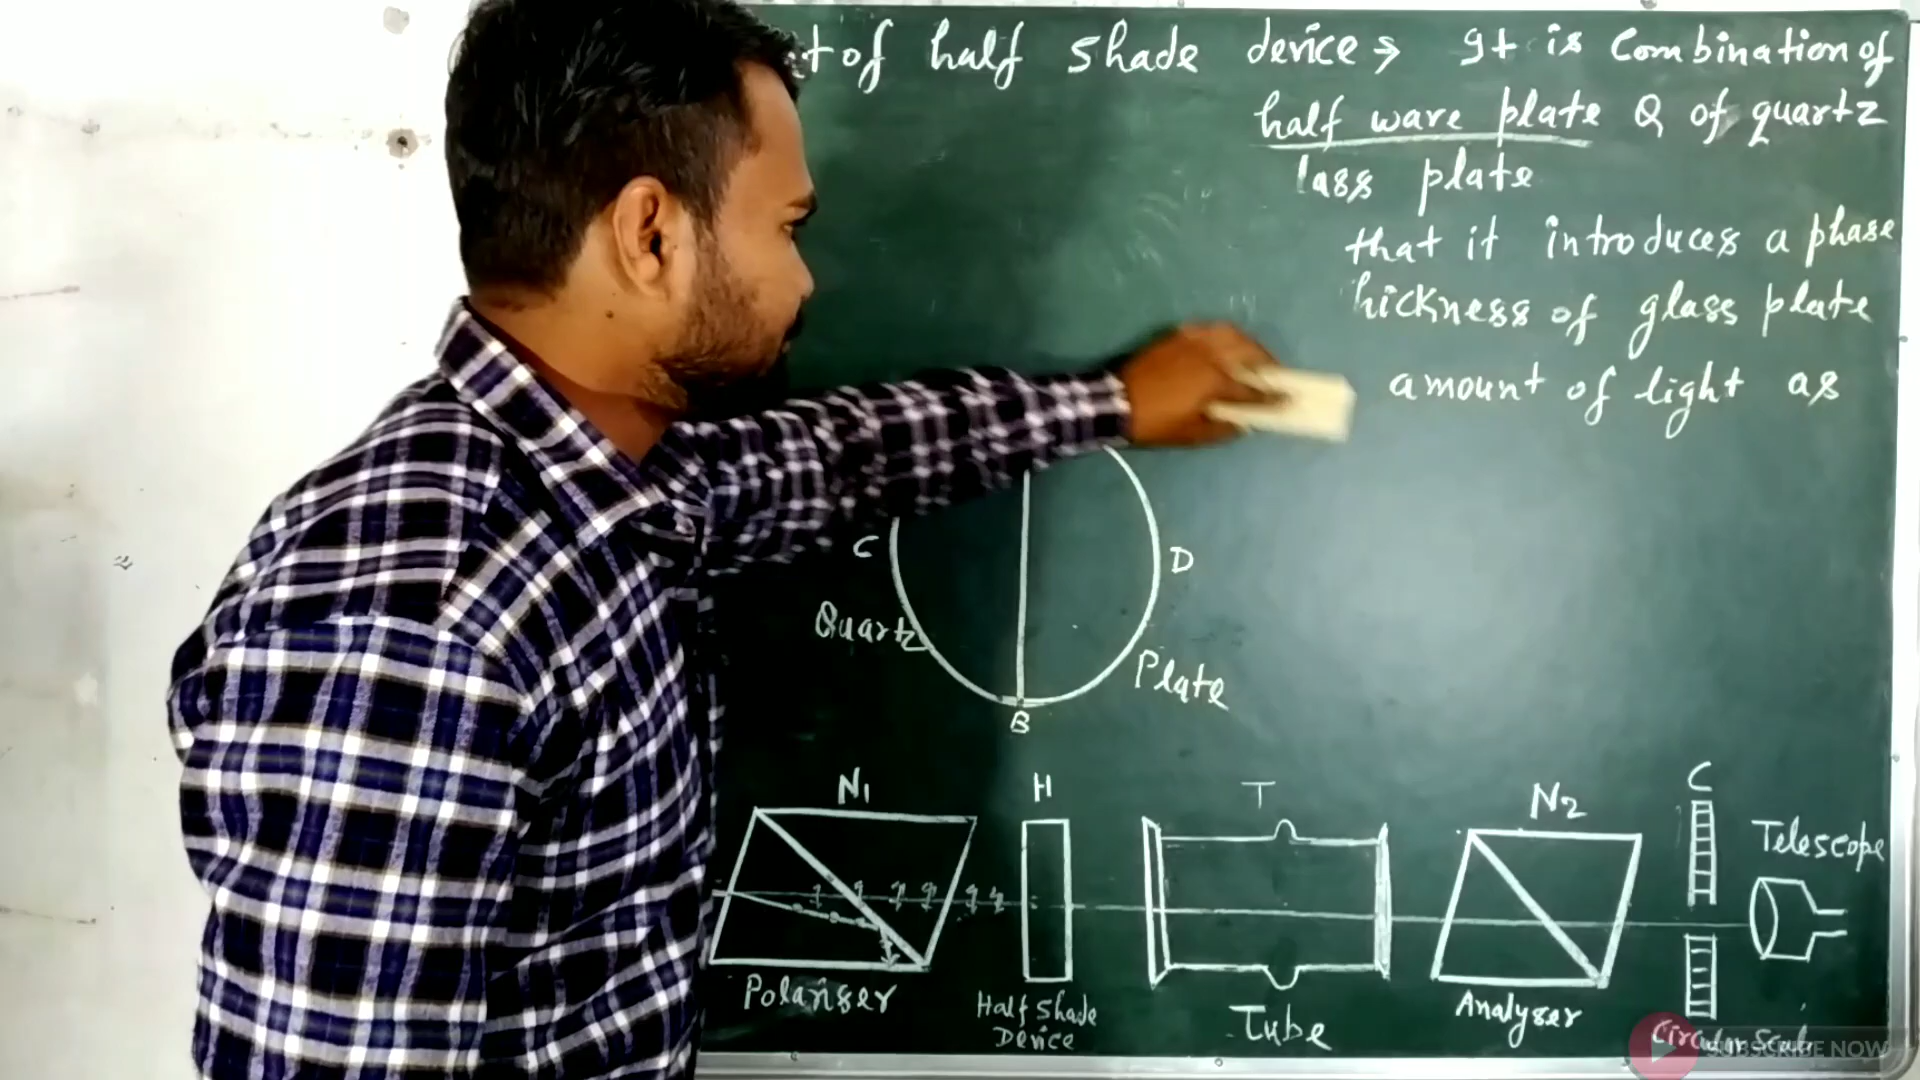 of half shade device → It is Combination of
half wave plate Q of quartz
plate
that it introduces a phase
hickness of glass plate
amount of light as
C
D
Quartz
Plate
B
N1
H
T
N2
C
Telescope
Polariser
Half Shade
Device
Tube
Analyser
Circular Scale
SUBSCRIBE NOW